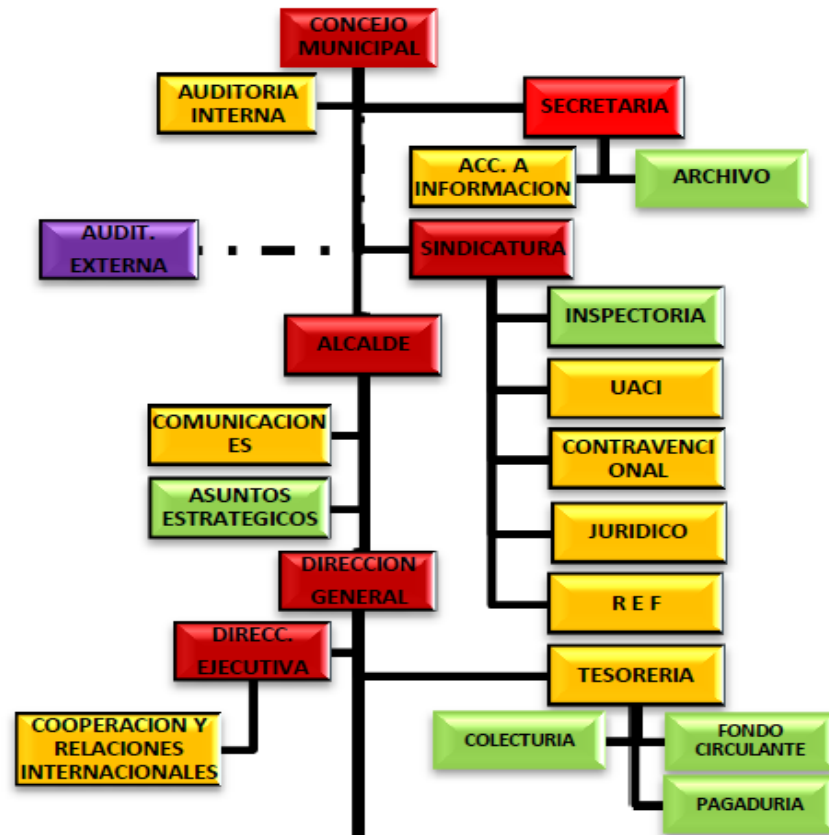 CONCEJO
MUNICIPAL
AUDITORIA
INTERNA
SECRETARIA
ACC. A
INFORMACION
ARCHIVO
AUDIT.
EXTERNA
SINDICATURA
INSPECTORIA
ALCALDE
UACI
COMUNICACION
ES
CONTRAVENCI
ONAL
ASUNTOS
ESTRATEGICOS
JURIDICO
DIRECCION
GENERAL
R E F
DIRECC.
EJECUTIVA
TESORERIA
COOPERACION Y
RELACIONES
INTERNACIONALES
COLECTURIA
FONDO
CIRCULANTE
PAGADURIA